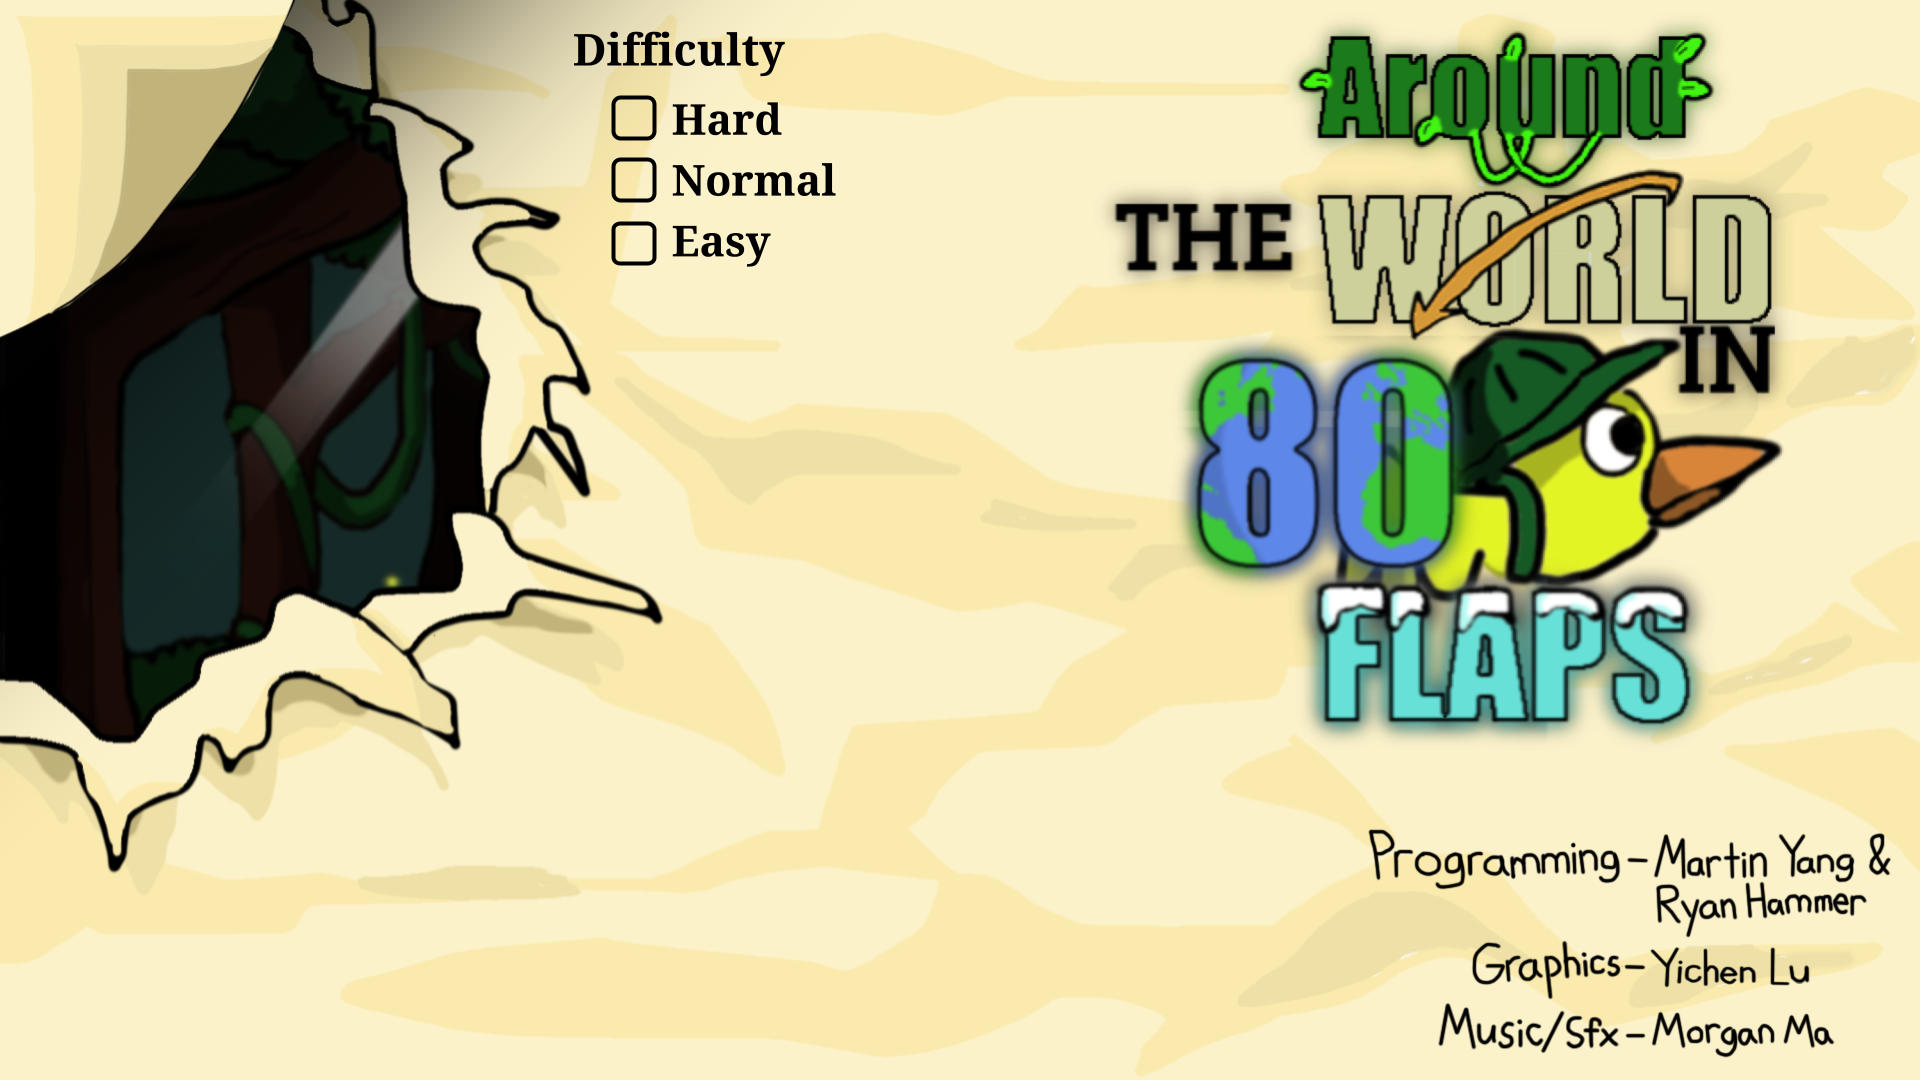 Difficulty
Hard
Normal
Easy
Around
THE WORLD
IN
80
FLAPS
Programming - Martin Yang &
Ryan Hammer
Graphics - Yichen Lu
Music/Sfx - Morgan Ma